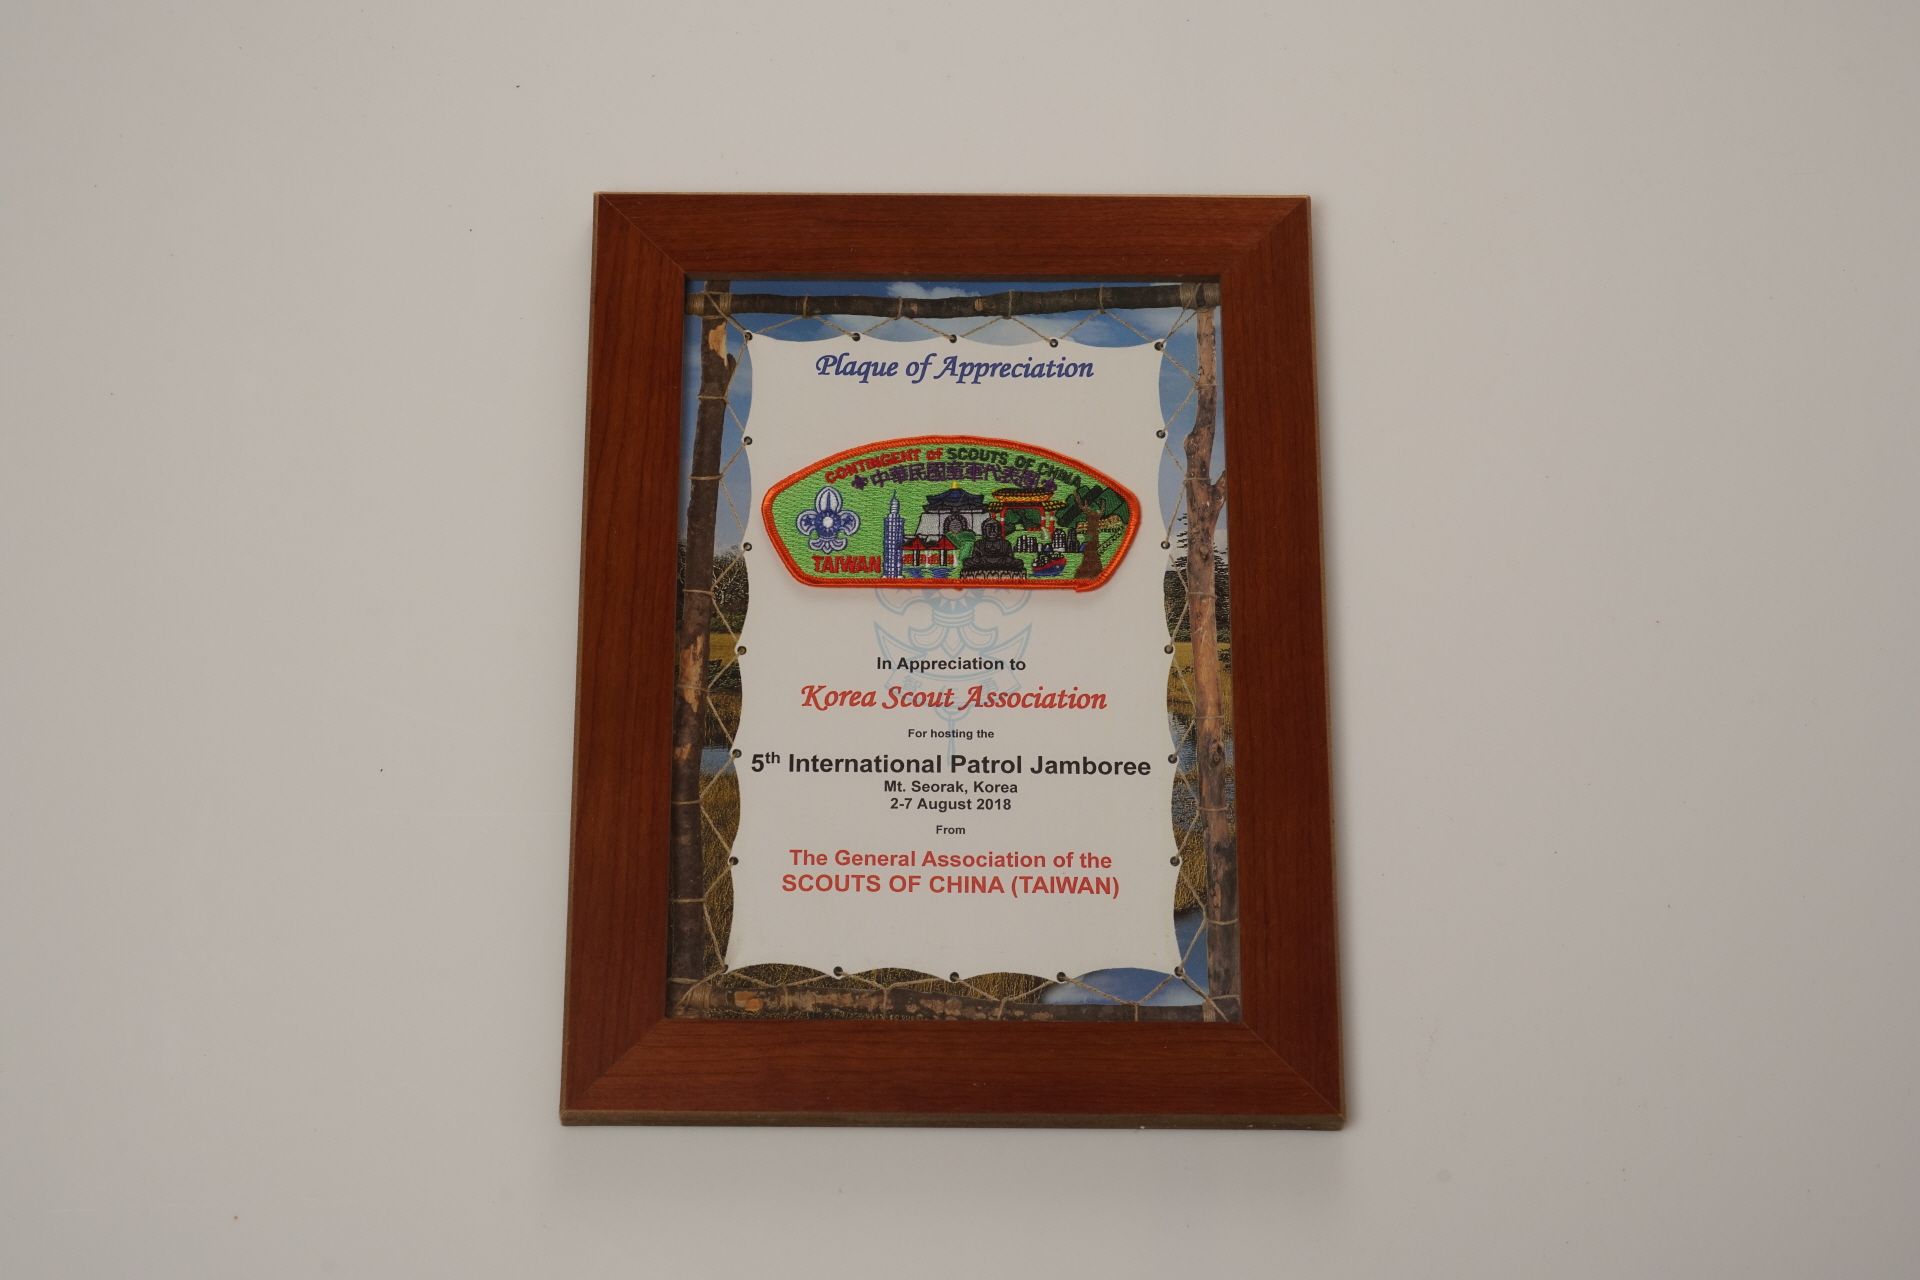 Plaque of Appreciation
CONTINGENT of SCOUTS OF CHINA
中華民國童軍代表團
TAIWAN
In Appreciation to
Korea Scout Association
For hosting the
5th International Patrol Jamboree
Mt. Seorak, Korea
2-7 August 2018
From
The General Association of the
SCOUTS OF CHINA (TAIWAN)